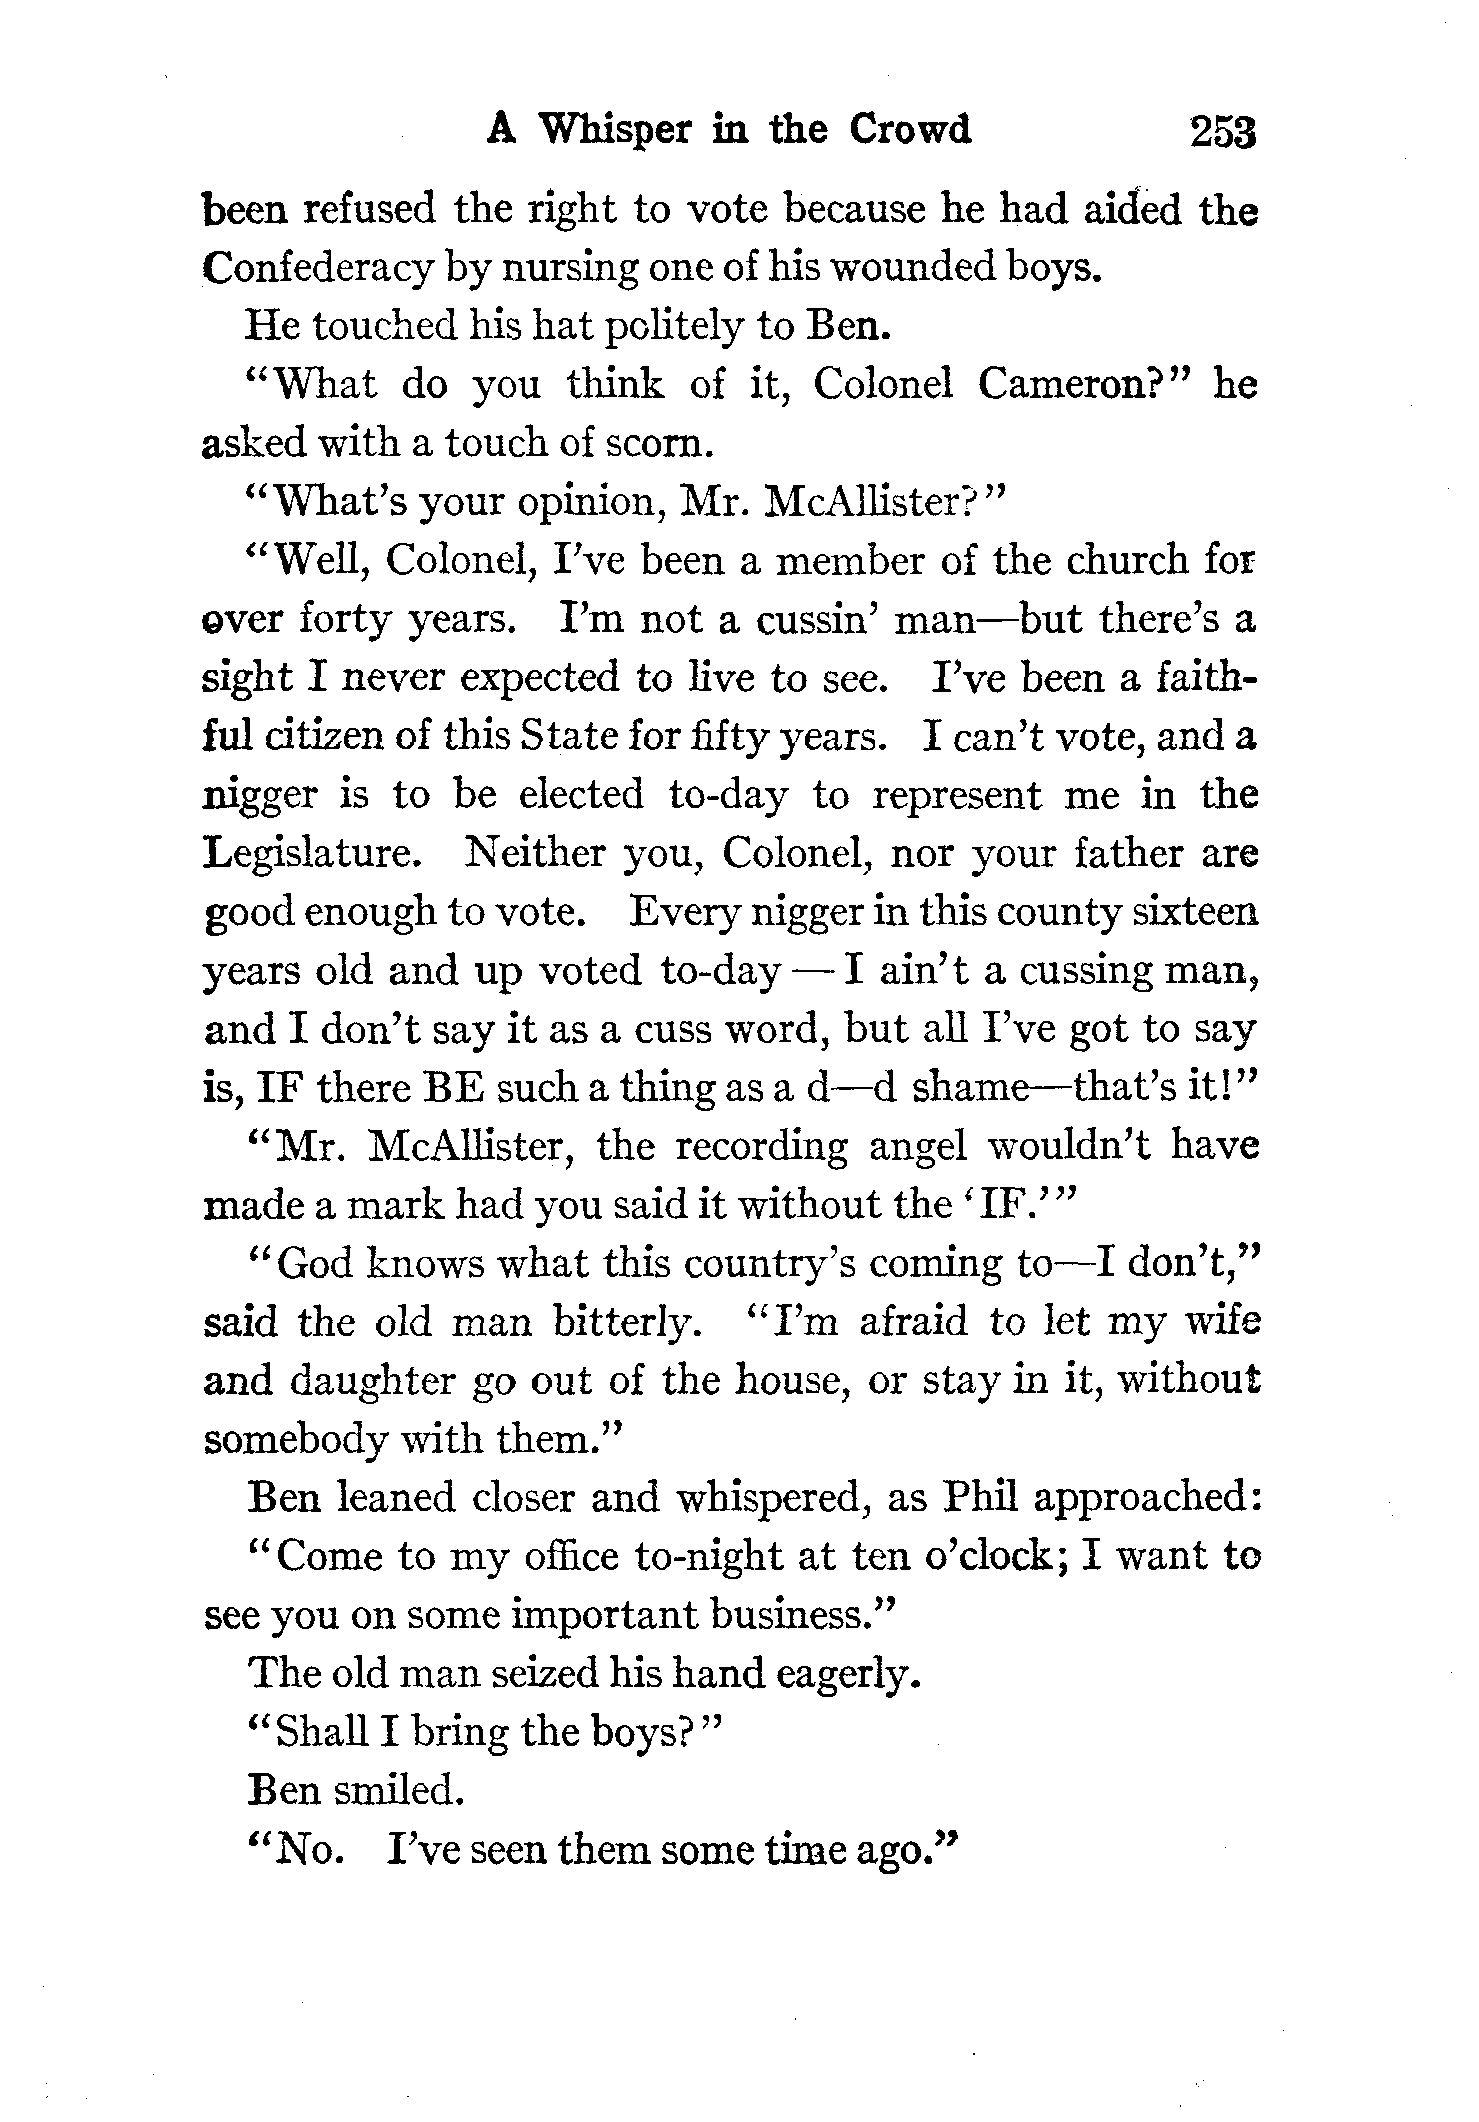 A Whisper in the Crowd 253
been refused the right to vote because he had aided the
Confederacy by nursing one of his wounded boys.
He touched his hat politely to Ben.
"What do you think of it, Colonel Cameron?" he
asked with a touch of scorn.
"What's your opinion, Mr. McAllister?"
"Well, Colonel, I've been a member of the church for
over forty years. I'm not a cussin' man—but there's a
sight I never expected to live to see. I've been a faith-
ful citizen of this State for fifty years. I can't vote, and a
nigger is to be elected to-day to represent me in the
Legislature. Neither you, Colonel, nor your father are
good enough to vote. Every nigger in this county sixteen
years old and up voted to-day — I ain't a cussing man,
and I don't say it as a cuss word, but all I've got to say
is, IF there BE such a thing as a d—d shame—that's it!"
"Mr. McAllister, the recording angel wouldn't have
made a mark had you said it without the 'IF.'"
"God knows what this country's coming to—I don't,"
said the old man bitterly. "I'm afraid to let my wife
and daughter go out of the house, or stay in it, without
somebody with them."
Ben leaned closer and whispered, as Phil approached:
"Come to my office to-night at ten o'clock; I want to
see you on some important business."
The old man seized his hand eagerly.
"Shall I bring the boys?"
Ben smiled.
"No. I've seen them some time ago."